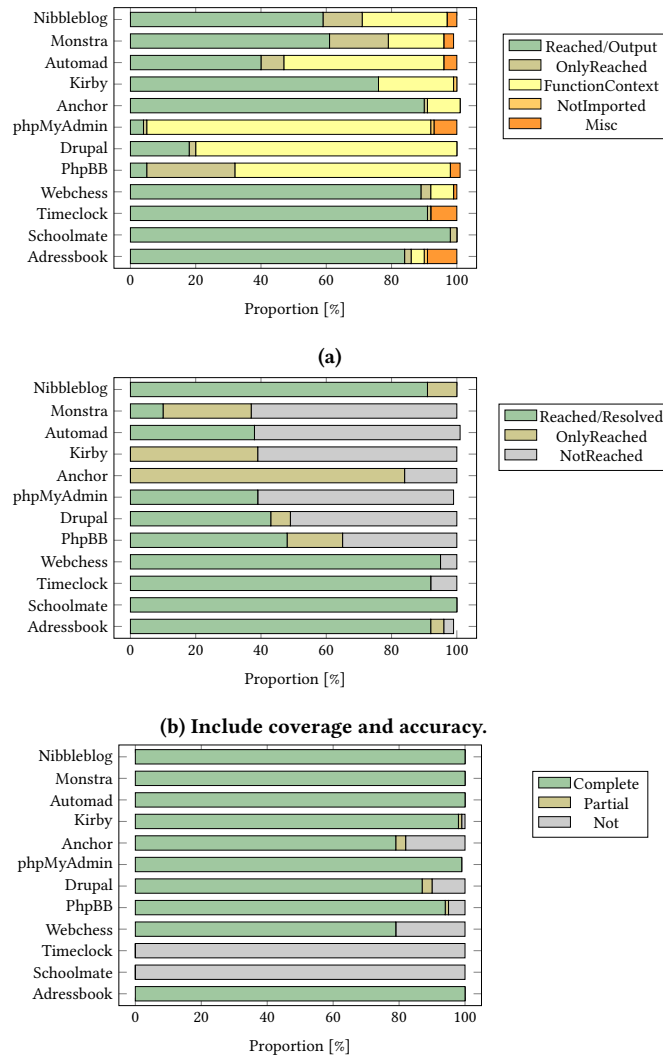 Nibbleblog
Monstra
Automad
Kirby
Anchor
phpMyAdmin
Drupal
PhpBB
Webchess
Timeclock
Schoolmate
Adressbook
0 20 40 60 80 100
Proportion [%]
Reached/Output
OnlyReached
FunctionContext
NotImported
Misc
(a)
Nibbleblog
Monstra
Automad
Kirby
Anchor
phpMyAdmin
Drupal
PhpBB
Webchess
Timeclock
Schoolmate
Adressbook
0 20 40 60 80 100
Proportion [%]
Reached/Resolved
OnlyReached
NotReached
(b) Include coverage and accuracy.
Nibbleblog
Monstra
Automad
Kirby
Anchor
phpMyAdmin
Drupal
PhpBB
Webchess
Timeclock
Schoolmate
Adressbook
0 20 40 60 80 100
Proportion [%]
Complete
Partial
Not